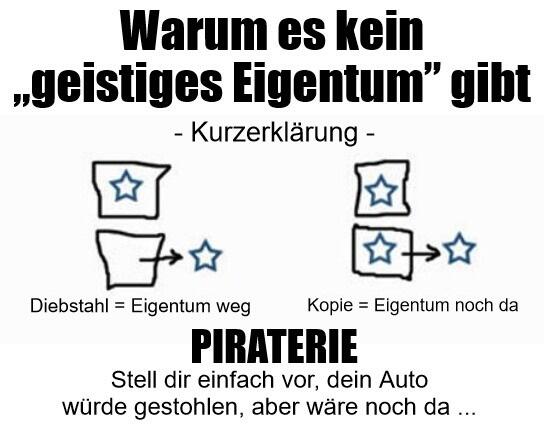 Warum es kein
„geistiges Eigentum” gibt
- Kurzerklärung -
Diebstahl = Eigentum weg
Kopie = Eigentum noch da
PIRATERIE
Stell dir einfach vor, dein Auto
würde gestohlen, aber wäre noch da ...